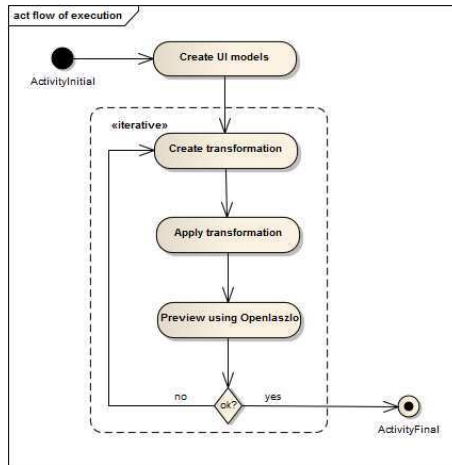 act flow of execution
Create UI models
ActivityInitial
«iterative»
Create transformation
Apply transformation
Preview using Openlaszlo
no
ok?
yes
ActivityFinal